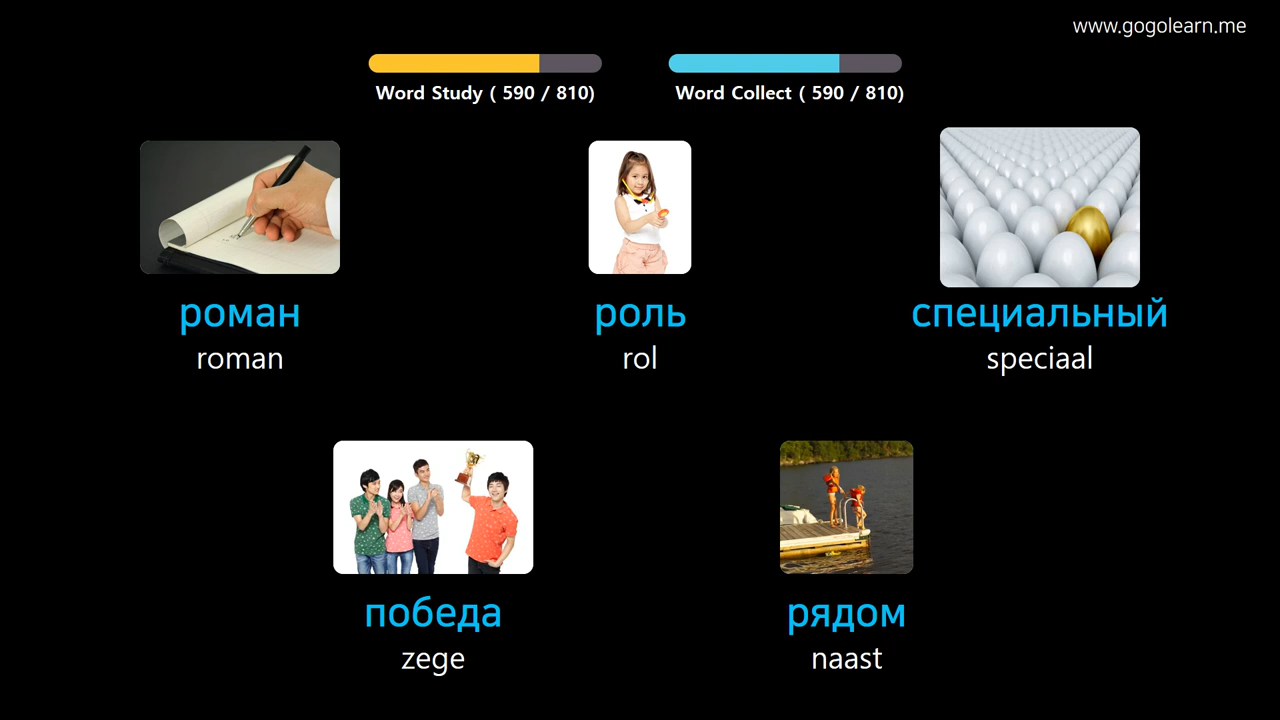 www.gogolearn.me
Word Study ( 590 / 810)
Word Collect ( 590 / 810)
роман
roman
роль
rol
специальный
speciaal
победа
zege
рядом
naast